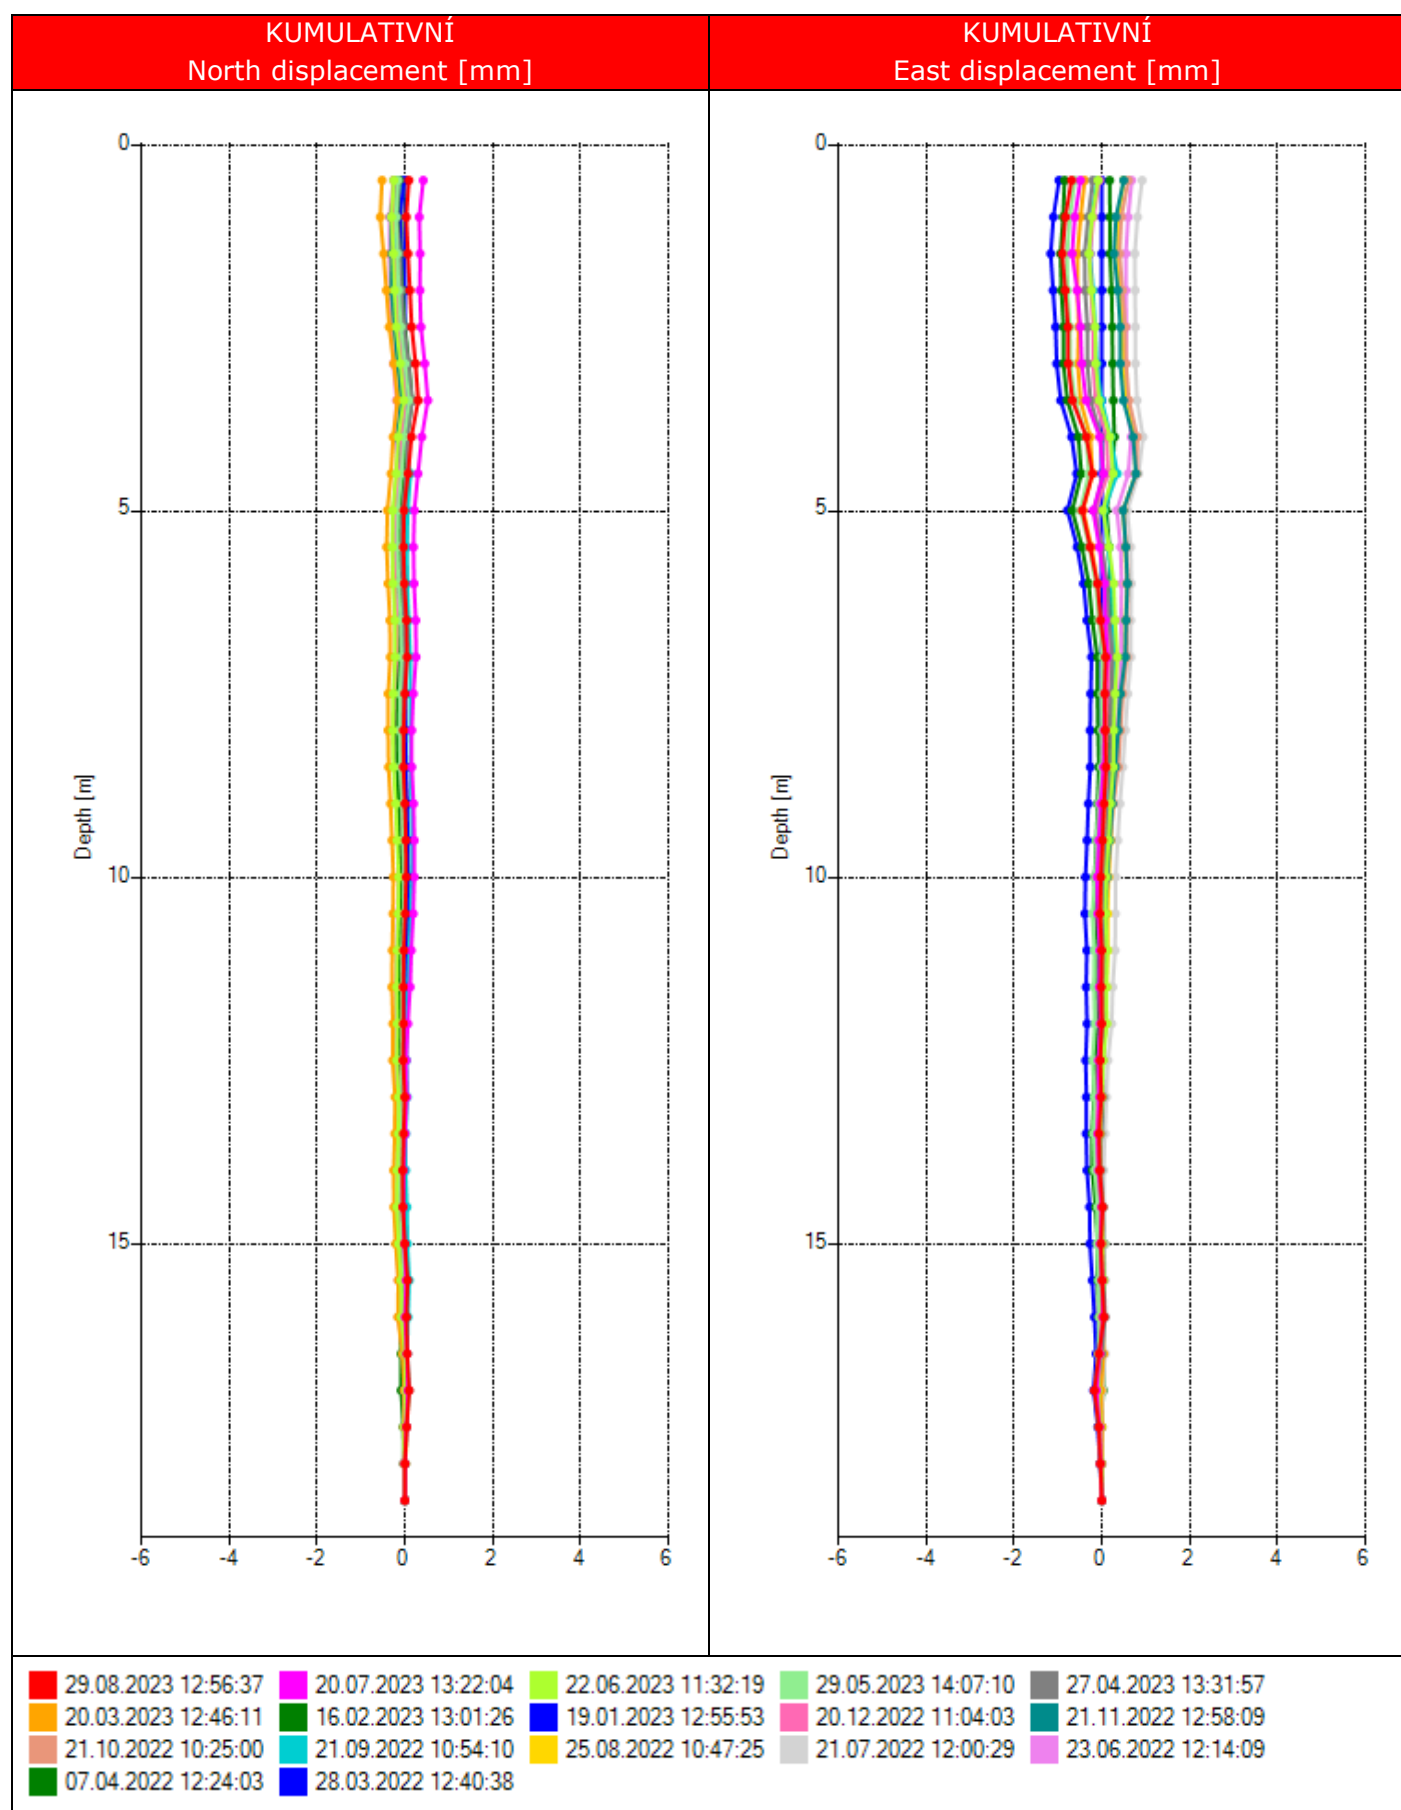 KUMULATIVNÍ
North displacement [mm]
KUMULATIVNÍ
East displacement [mm]
0
5
10
15
Depth [m]
-6 -4 -2 0 2 4 6
0
5
10
15
Depth [m]
-6 -4 -2 0 2 4 6
29.08.2023 12:56:37 20.07.2023 13:22:04 22.06.2023 11:32:19 29.05.2023 14:07:10 27.04.2023 13:31:57
20.03.2023 12:46:11 16.02.2023 13:01:26 19.01.2023 12:55:53 20.12.2022 11:04:03 21.11.2022 12:58:09
21.10.2022 10:25:00 21.09.2022 10:54:10 25.08.2022 10:47:25 21.07.2022 12:00:29 23.06.2022 12:14:09
07.04.2022 12:24:03 28.03.2022 12:40:38